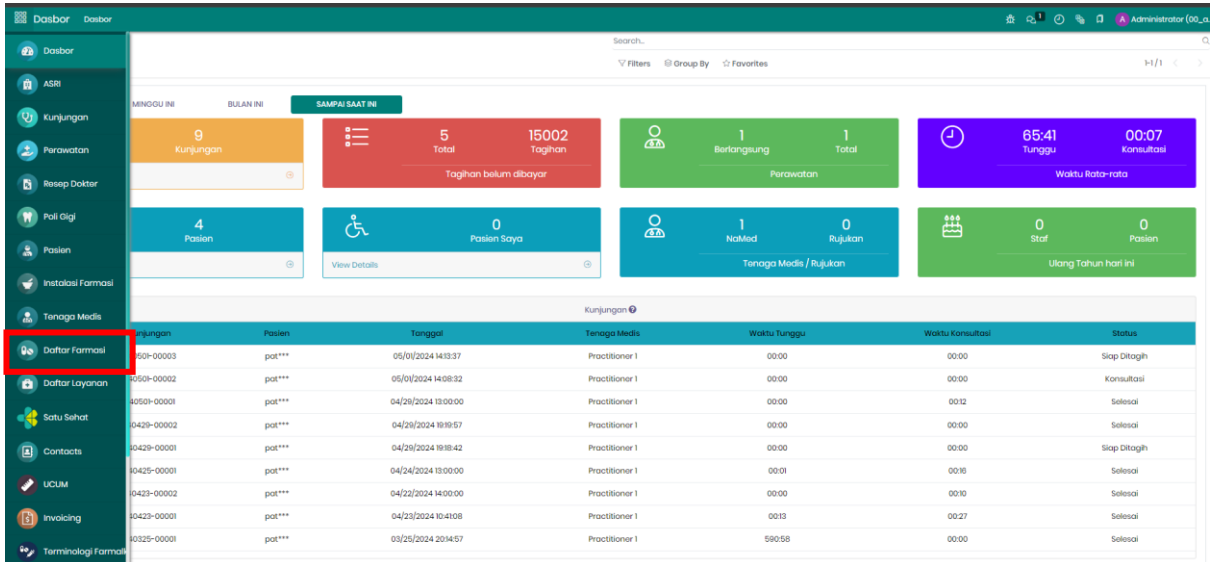 Dasbor Dasbor 1 A Administrator (00_a
Search...
Filters Group By Favorites 1-1 / 1
Dasbor
ASRI
Kunjungan
Perawatan
Resep Dokter
Poli Gigi
Pasien
Instalasi Farmasi
Tenaga Medis
Daftar Farmasi
Daftar Layanan
Satu Sehat
Contacts
UCUM
Invoicing
Terminologi
MINGGU INI BULAN INI SAMPAI SAAT INI
9
Kunjungan
5 15002
Total Tagihan
Tagihan belum dibayar
1 1
Berlangsung Total
Perawatan
65:41 00:07
Tunggu Konsultasi
Waktu Rata-rata
4
Pasien
0
Pasien Saya
View Details
1 0
NaMed Rujukan
Tenaga Medis / Rujukan
0 0
Staf Pasien
Ulang Tahun hari ini
Kunjungan
Pasien Tanggal Tenaga Medis Waktu Tunggu Waktu Konsultasi Status
0501-00003 pat*** 05/01/2024 14:13:37 Practitioner 1 00:00 00:00 Siap Ditagih
40501-00002 pat*** 05/01/2024 14:08:32 Practitioner 1 00:00 00:00 Konsultasi
40501-00001 pat*** 04/29/2024 13:00:00 Practitioner 1 00:00 00:12 Selesai
40429-00002 pat*** 04/29/2024 19:19:57 Practitioner 1 00:00 00:00 Selesai
40429-00001 pat*** 04/29/2024 19:18:42 Practitioner 1 00:00 00:00 Siap Ditagih
40425-00001 pat*** 04/24/2024 13:00:00 Practitioner 1 00:01 00:16 Selesai
40423-00002 pat*** 04/22/2024 14:00:00 Practitioner 1 00:00 00:10 Selesai
40423-00001 pat*** 04/23/2024 10:41:08 Practitioner 1 00:13 00:27 Selesai
40325-00001 pat*** 03/25/2024 20:14:57 Practitioner 1 590:58 00:00 Selesai